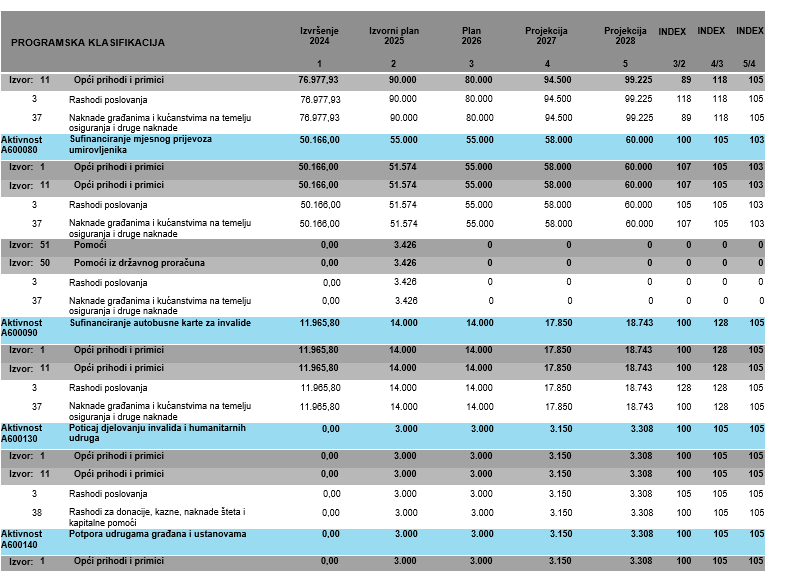 PROGRAMSKA KLASIFIKACIJA Izvršenje 2024 Izvorni plan 2025 Plan 2026 Projekcija 2027 Projekcija 2028 INDEX INDEX INDEX
1 2 3 4 5 3/2 4/3 5/4
Izvor: 11 Opći prihodi i primici 76.977,93 90.000 80.000 94.500 99.225 89 118 105
3 Rashodi poslovanja 76.977,93 90.000 80.000 94.500 99.225 118 118 105
37 Naknade građanima i kućanstvima na temelju 76.977,93 90.000 80.000 94.500 99.225 89 118 105
osiguranja i druge naknade
Aktivnost Sufinanciranje mjesnog prijevoza 50.166,00 55.000 55.000 58.000 60.000 100 105 103
A600080 umirovljenika
Izvor: 1 Opći prihodi i primici 50.166,00 51.574 55.000 58.000 60.000 107 105 103
Izvor: 11 Opći prihodi i primici 50.166,00 51.574 55.000 58.000 60.000 107 105 103
3 Rashodi poslovanja 50.166,00 51.574 55.000 58.000 60.000 105 105 103
37 Naknade građanima i kućanstvima na temelju 50.166,00 51.574 55.000 58.000 60.000 107 105 103
osiguranja i druge naknade
Izvor: 51 Pomoći 0,00 3.426 0 0 0 0 0 0
Izvor: 50 Pomoći iz državnog proračuna 0,00 3.426 0 0 0 0 0 0
3 Rashodi poslovanja 0,00 3.426 0 0 0 0 0 0
37 Naknade građanima i kućanstvima na temelju 0,00 3.426 0 0 0 0 0 0
osiguranja i druge naknade
Aktivnost Sufinanciranje autobusne karte za invalide 11.965,80 14.000 14.000 17.850 18.743 100 128 105
A600090
Izvor: 1 Opći prihodi i primici 11.965,80 14.000 14.000 17.850 18.743 100 128 105
Izvor: 11 Opći prihodi i primici 11.965,80 14.000 14.000 17.850 18.743 100 128 105
3 Rashodi poslovanja 11.965,80 14.000 14.000 17.850 18.743 128 128 105
37 Naknade građanima i kućanstvima na temelju 11.965,80 14.000 14.000 17.850 18.743 100 128 105
osiguranja i druge naknade
Aktivnost Poticaj djelovanju invalida i humanitarnih 0,00 3.000 3.000 3.150 3.308 100 105 105
A600130 udruga
Izvor: 1 Opći prihodi i primici 0,00 3.000 3.000 3.150 3.308 100 105 105
Izvor: 11 Opći prihodi i primici 0,00 3.000 3.000 3.150 3.308 100 105 105
3 Rashodi poslovanja 0,00 3.000 3.000 3.150 3.308 105 105 105
38 Rashodi za donacije, kazne, naknade šteta i 0,00 3.000 3.000 3.150 3.308 100 105 105
kapitalne pomoći
Aktivnost Potpora udrugama građana i ustanovama 0,00 3.000 3.000 3.150 3.308 100 105 105
A600140
Izvor: 1 Opći prihodi i primici 0,00 3.000 3.000 3.150 3.308 100 105 105